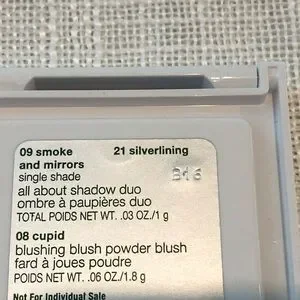 09 smoke 21 silverlining
and mirrors
single shade
B16
all about shadow duo
ombre à paupières duo
TOTAL POIDS NET WT. .03 OZ./1 g
08 cupid
blushing blush powder blush
fard à joues poudre
POIDS NET WT. .06 OZ./1.8 g
Not For Individual Sale